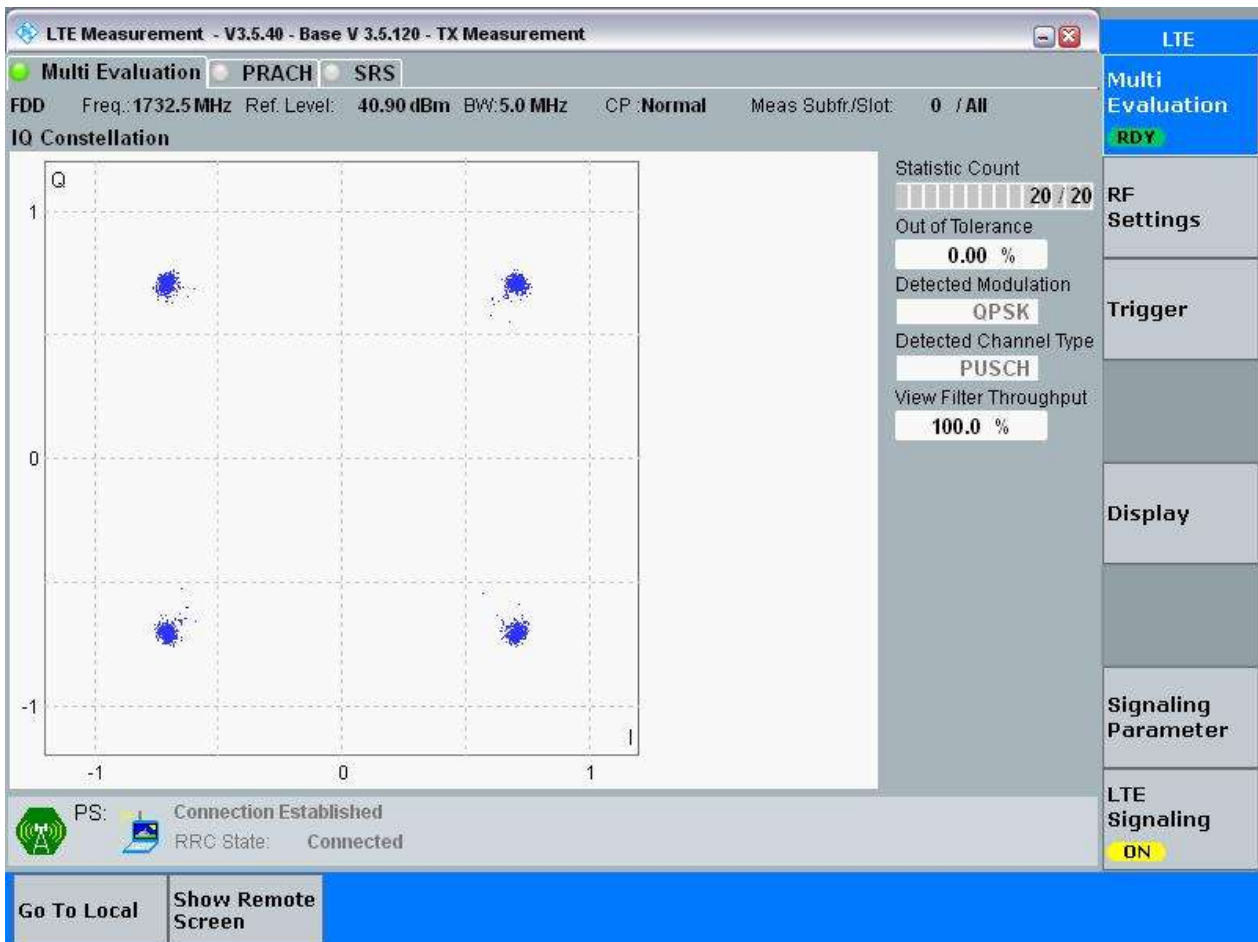 LTE Measurement - V3.5.40 - Base V 3.5.120 - TX Measurement
Multi Evaluation PRACH SRS
FDD Freq.: 1732.5 MHz Ref. Level: 40.90 dBm BW: 5.0 MHz CP : Normal Meas Subfr./Slot: 0 / All
IQ Constellation
Q
1
0
-1
I
-1 0 1
Statistic Count
20 / 20
Out of Tolerance
0.00 %
Detected Modulation
QPSK
Detected Channel Type
PUSCH
View Filter Throughput
100.0 %
PS: Connection Established
RRC State: Connected
LTE
Multi
Evaluation
RDY
RF
Settings
Trigger
Display
Signaling
Parameter
LTE
Signaling
ON
Go To Local
Show Remote
Screen